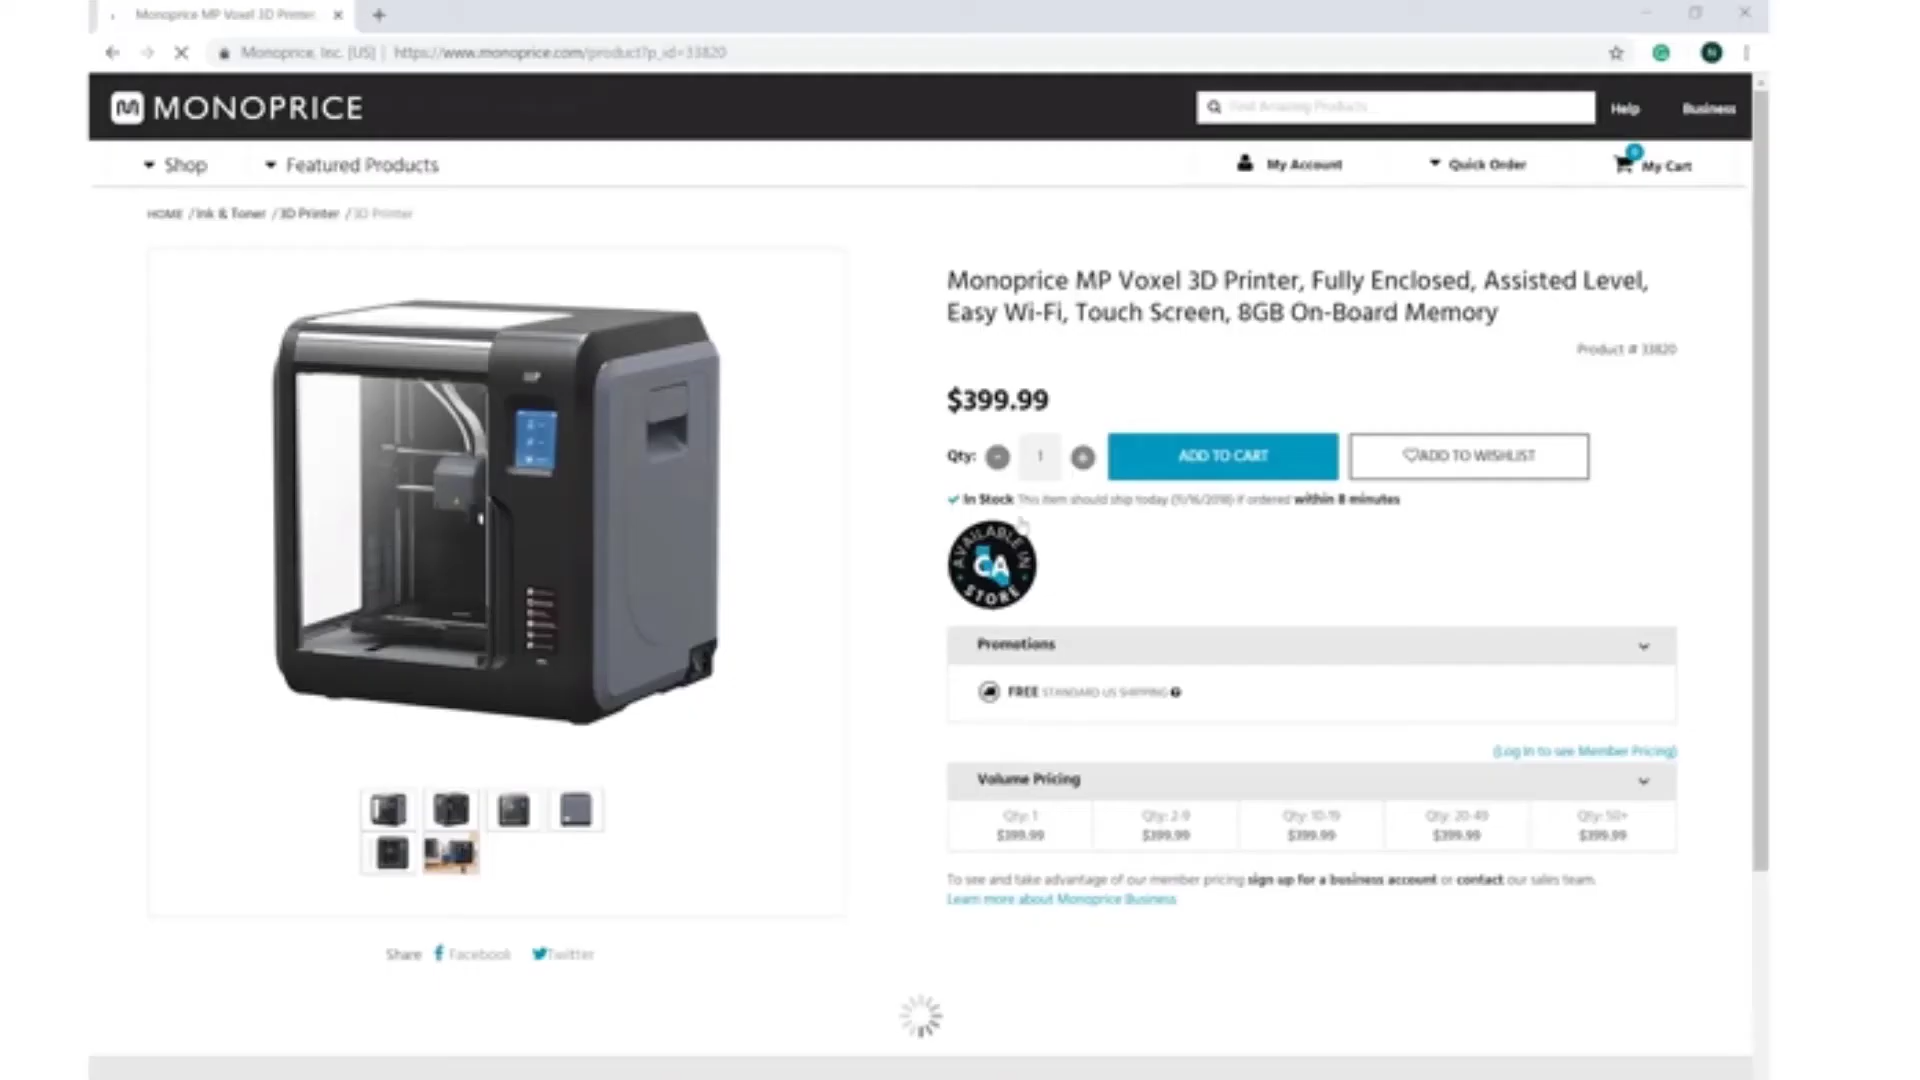 Monoprice MP Voxel 3D Printer,
Monoprice, Inc. [US] | https://www.monoprice.com/product?p_id=33820
N
MONOPRICE
Find Amazing Products
Help
Business
Shop
Featured Products
My Account
Quick Order
0
My Cart
HOME / Ink & Toner / 3D Printer / 3D Printer
Monoprice MP Voxel 3D Printer, Fully Enclosed, Assisted Level,
Easy Wi-Fi, Touch Screen, 8GB On-Board Memory
Product # 33820
$399.99
Qty: - 1 +
ADD TO CART
ADD TO WISHLIST
In Stock This item should ship today (11/16/2018) if ordered within 8 minutes
AVAILABLE IN
CA
STORE
Promotions
FREE STANDARD US SHIPPING ?
(Log in to see Member Pricing)
Volume Pricing
Qty: 1 Qty: 2-9 Qty: 10-19 Qty: 20-49 Qty: 50+
$399.99 $399.99 $399.99 $399.99 $399.99
To see and take advantage of our member pricing sign up for a business account or contact our sales team.
Learn more about Monoprice Business
Share Facebook Twitter